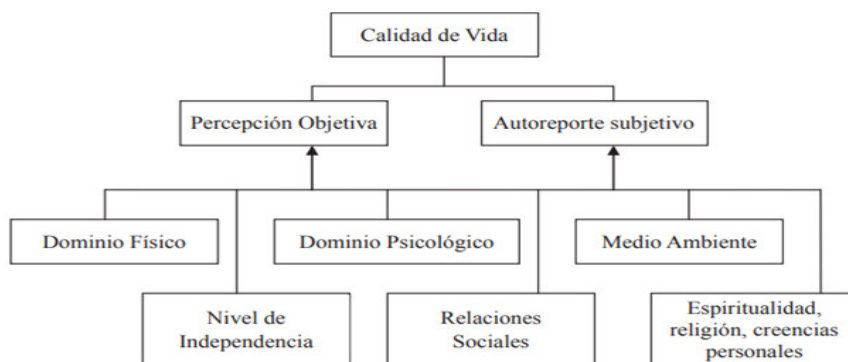 Calidad de Vida
Percepción Objetiva
Autoreporte subjetivo
Dominio Físico
Dominio Psicológico
Medio Ambiente
Nivel de
Independencia
Relaciones
Sociales
Espiritualidad,
religión, creencias
personales